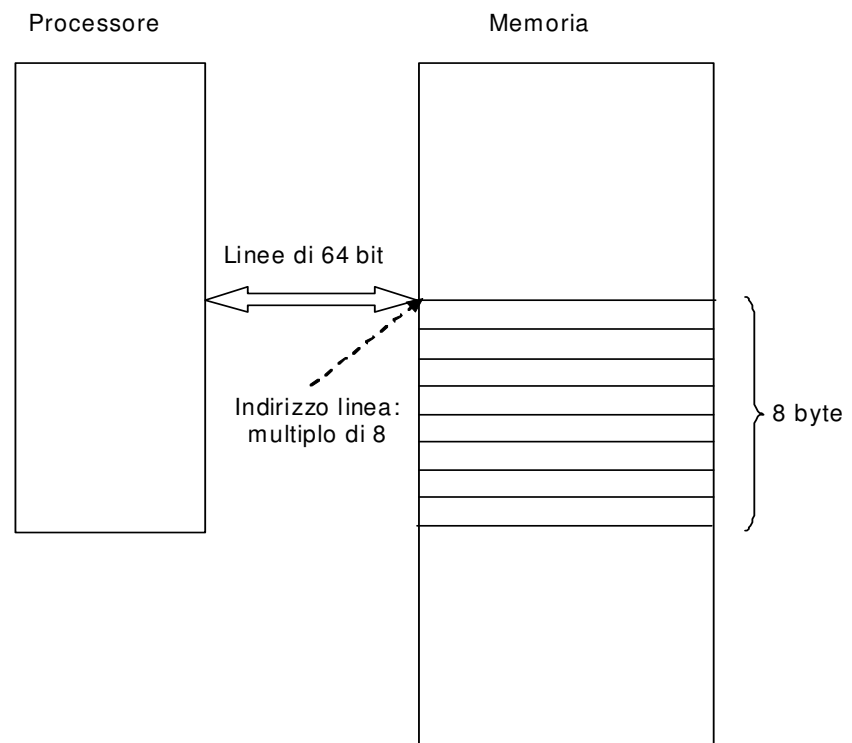 Processore
Memoria
Linee di 64 bit
Indirizzo linea:
multiplo di 8
8 byte